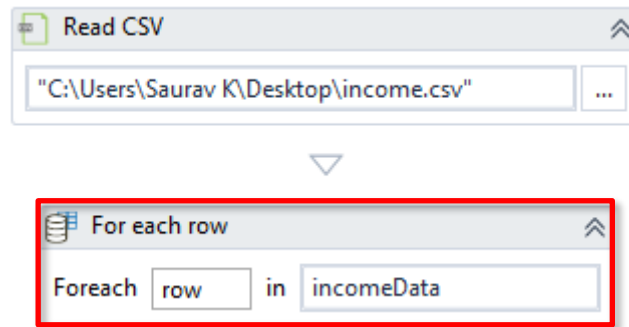 Read CSV
"C:\Users\Saurav K\Desktop\income.csv" ...
For each row
Foreach row in incomeData